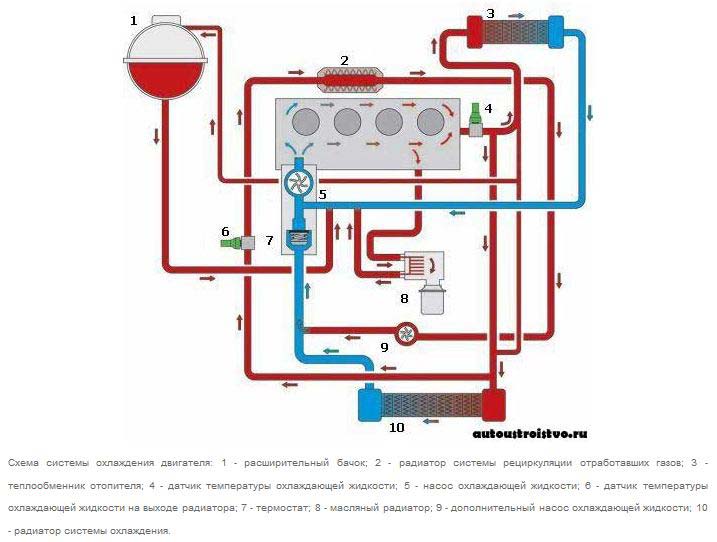 1
3
2
4
5
6
7
8
9
10
autoustroistvo.ru
Схема системы охлаждения двигателя: 1 - расширительный бачок; 2 - радиатор системы рециркуляции отработавших газов; 3 -
теплообменник отопителя; 4 - датчик температуры охлаждающей жидкости; 5 - насос охлаждающей жидкости; 6 - датчик температуры
охлаждающей жидкости на выходе радиатора; 7 - термостат; 8 - масляный радиатор; 9 - дополнительный насос охлаждающей жидкости; 10
- радиатор системы охлаждения.